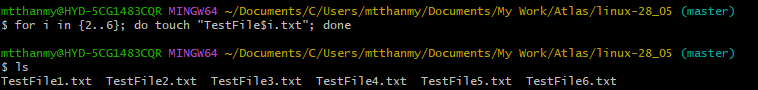 mtthanmy@HYD-5CG1483CQR MINGW64 ~/Documents/C/Users/mtthanmy/Documents/Documents/My Work/Atlas/linux-28_05 (master)
$ for i in {2..6}; do touch "TestFile$i.txt"; done
mtthanmy@HYD-5CG1483CQR MINGW64 ~/Documents/C/Users/mtthanmy/Documents/Documents/My Work/Atlas/linux-28_05 (master)
$ ls
TestFile1.txt  TestFile2.txt  TestFile3.txt  TestFile4.txt  TestFile5.txt  TestFile6.txt